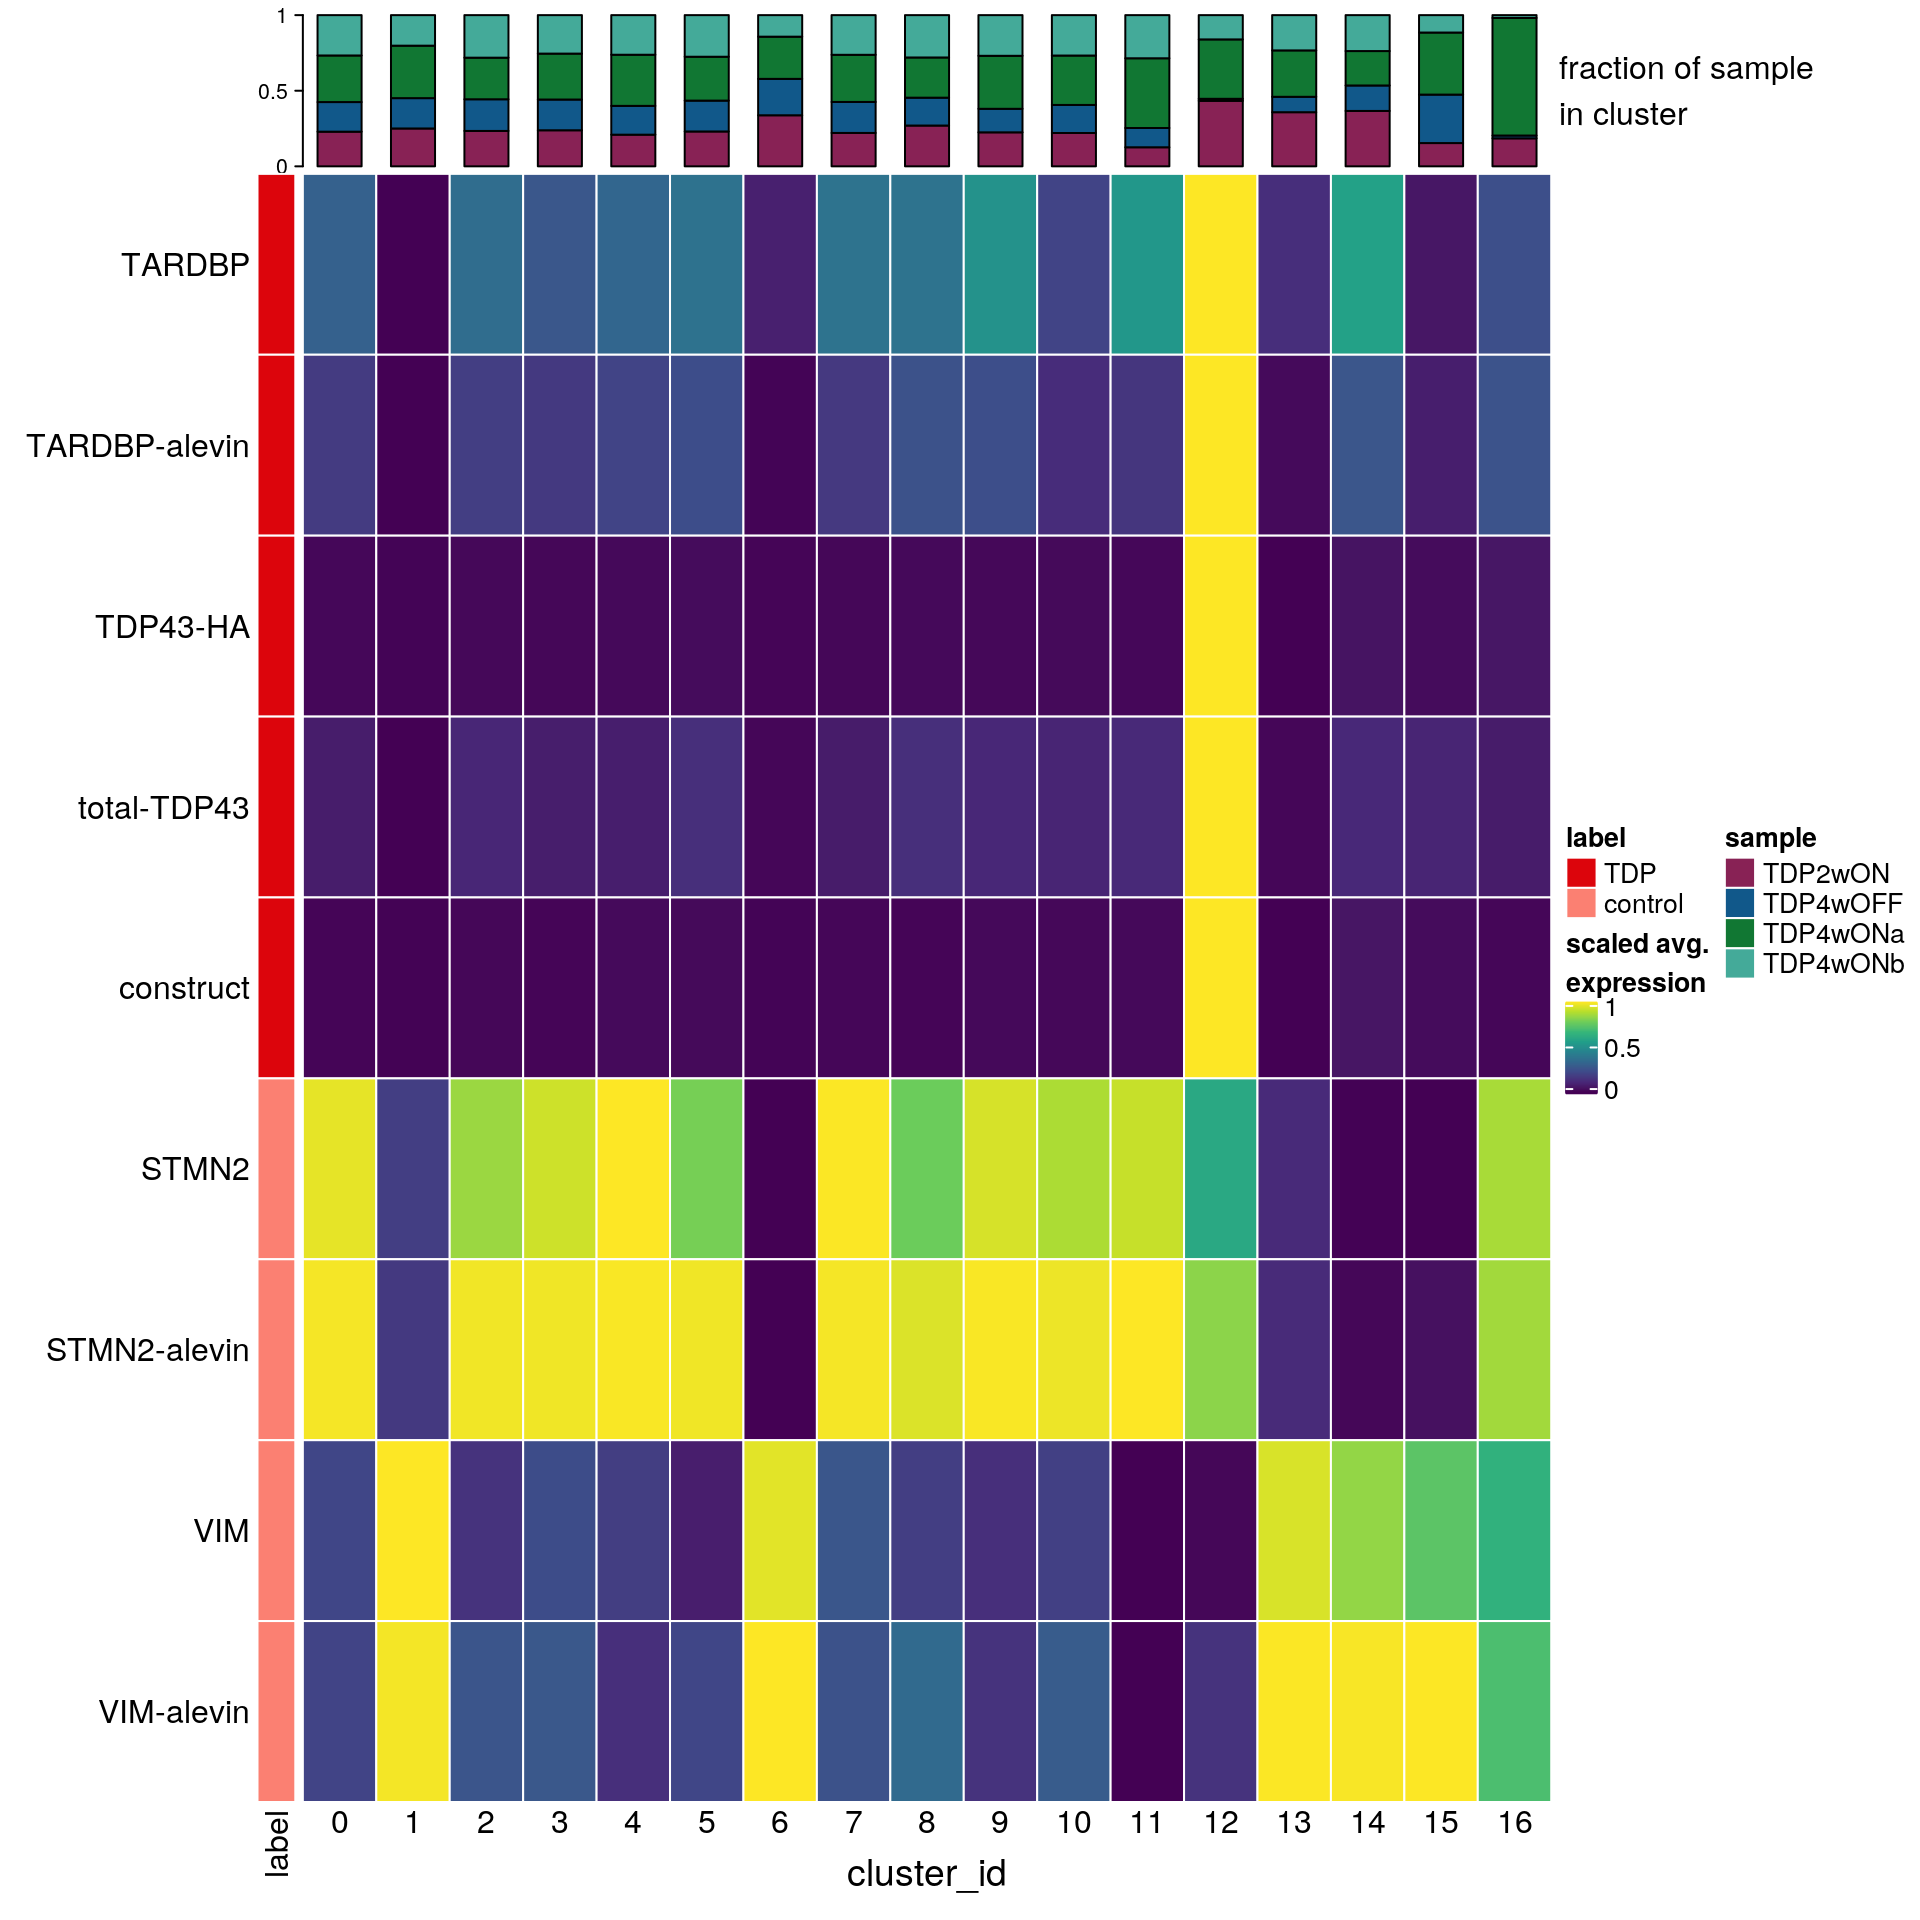 1
0.5
0
fraction of sample
in cluster
TARDBP
TARDBP-alevin
TDP43-HA
total-TDP43
construct
STMN2
STMN2-alevin
VIM
VIM-alevin
label
0 1 2 3 4 5 6 7 8 9 10 11 12 13 14 15 16
cluster_id
label
TDP
control
scaled avg.
expression
1
0.5
0
sample
TDP2wON
TDP4wOFF
TDP4wONa
TDP4wONb